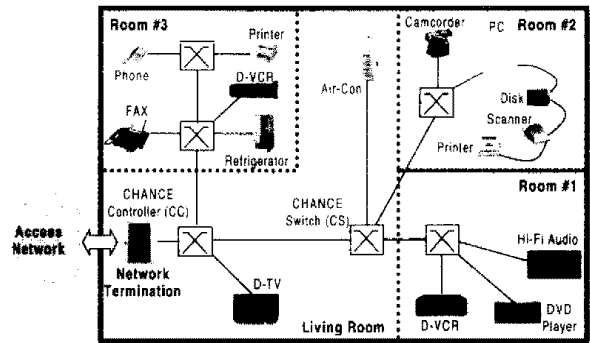 Room #3
Printer
Phone
D-VCR
FAX
Refrigerator
Air-Con
Camcorder
PC
Room #2
Disk
Scanner
Printer
Room #1
CHANCE
Controller (CC)
CHANCE
Switch (CS)
Access
Network
Network
Termination
D-TV
Living Room
Hi-Fi Audio
D-VCR
DVD
Player